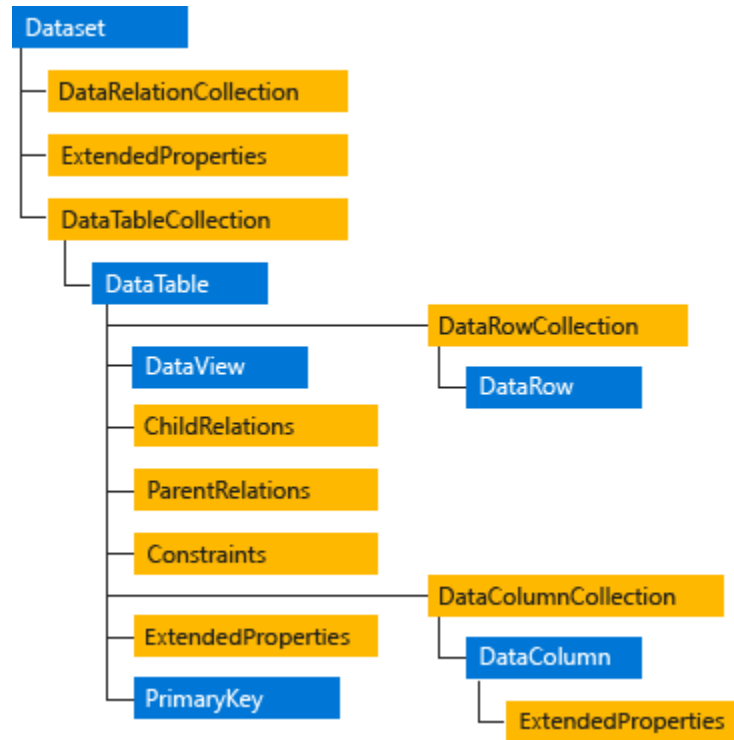 Dataset
DataRelationCollection
ExtendedProperties
DataTableCollection
DataTable
DataRowCollection
DataView
DataRow
ChildRelations
ParentRelations
Constraints
DataColumnCollection
ExtendedProperties
DataColumn
PrimaryKey
ExtendedProperties